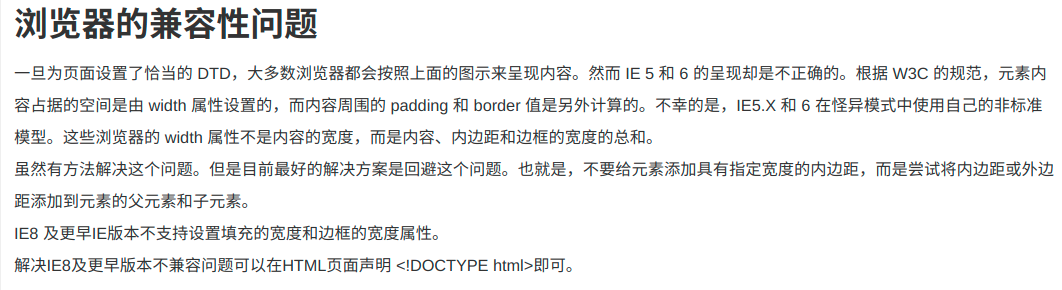 浏览器的兼容性问题
一旦为页面设置了恰当的 DTD，大多数浏览器都会按照上面的图示来呈现内容。然而 IE 5 和 6 的呈现却是不正确的。根据 W3C 的规范，元素内
容占据的空间是由 width 属性设置的，而内容周围的 padding 和 border 值是另外计算的。不幸的是，IE5.X 和 6 在怪异模式中使用自己的非标准
模型。这些浏览器的 width 属性不是内容的宽度，而是内容、内边距和边框的宽度的总和。
虽然有方法解决这个问题。但是目前最好的解决方案是回避这个问题。也就是，不要给元素添加具有指定宽度的内边距，而是尝试将内边距或外边
距添加到元素的父元素和子元素。
IE8 及更早IE版本不支持设置填充的宽度和边框的宽度属性。
解决IE8及更早版本不兼容问题可以在HTML页面声明 <!DOCTYPE html>即可。